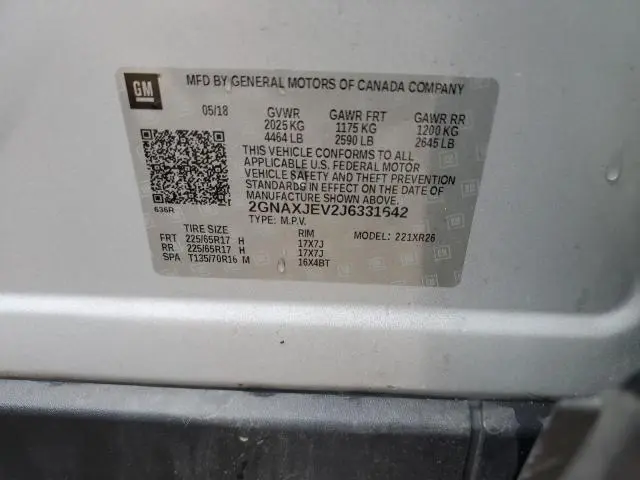 GM
MFD BY GENERAL MOTORS OF CANADA COMPANY
05/18 GVWR GAWR FRT GAWR RR
2025 KG 1175 KG 1200 KG
4464 LB 2590 LB 2645 LB
THIS VEHICLE CONFORMS TO ALL
APPLICABLE U.S. FEDERAL MOTOR
VEHICLE SAFETY AND THEFT PREVENTION
STANDARDS IN EFFECT ON THE DATE OF
MANUFACTURE SHOWN ABOVE.
2GNAXJEV2J6331642
636R
TYPE: M.P.V.
TIRE SIZE RIM MODEL: 221XR26
FRT 225/65R17 H 17X7J
RR 225/65R17 H 17X7J
SPA T135/70R16 M 16X4BT